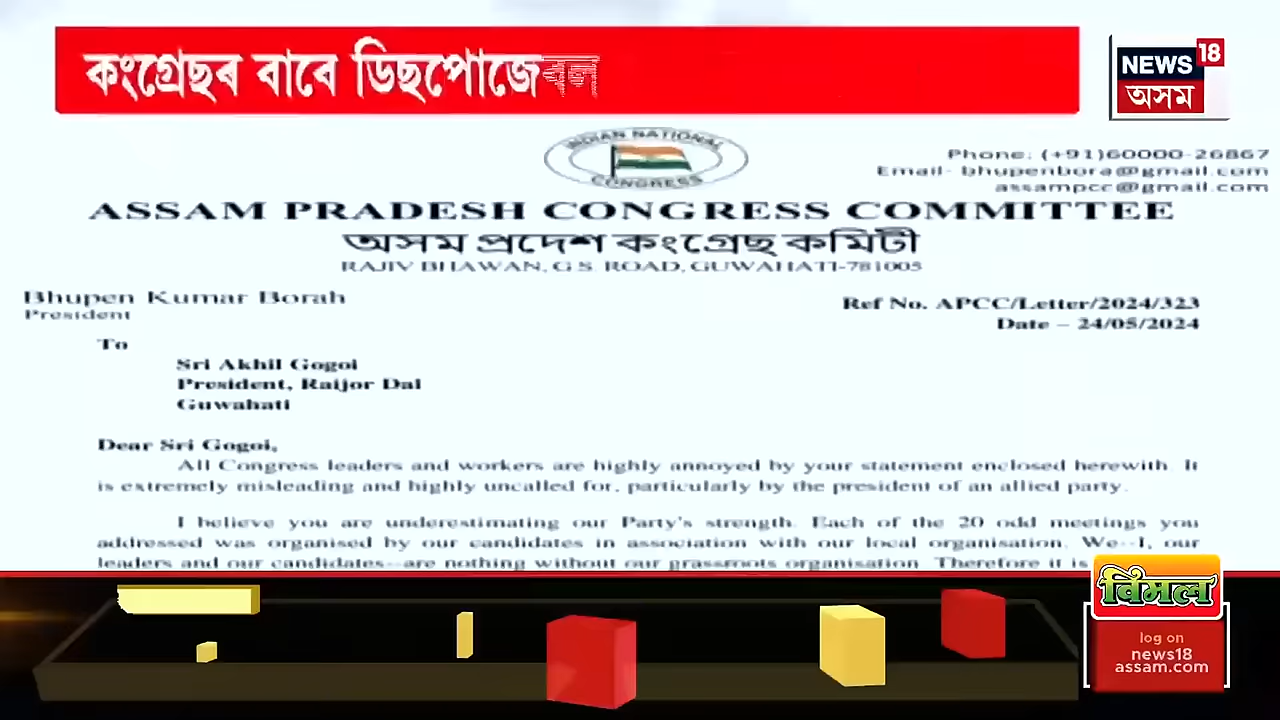 কংগ্ৰেছৰ বাবে ডিছপোজেবল
NEWS 18
অসম
INDIAN NATIONAL
CONGRESS
Phone: (+91)60000-26867
Email- bhupenbora@gmail.com
assampcc@gmail.com
ASSAM PRADESH CONGRESS COMMITTEE
অসম প্ৰদেশ কংগ্ৰেছ কমিটী
RAJIV BHAWAN, G.S. ROAD, GUWAHATI-781005
Bhupen Kumar Borah
President
Ref No. APCC/Letter/2024/323
Date – 24/05/2024
To
Sri Akhil Gogoi
President, Raijor Dal
Guwahati
Dear Sri Gogoi,
All Congress leaders and workers are highly annoyed by your statement enclosed herewith. It
is extremely misleading and highly uncalled for, particularly by the president of an allied party.
I believe you are underestimating our Party's strength. Each of the 20 odd meetings you
addressed was organised by our candidates in association with our local organisation. We--I, our
leaders and our candidates--are nothing without our grassroots organisation. Therefore it is
विमल
log on
news18
assam.com